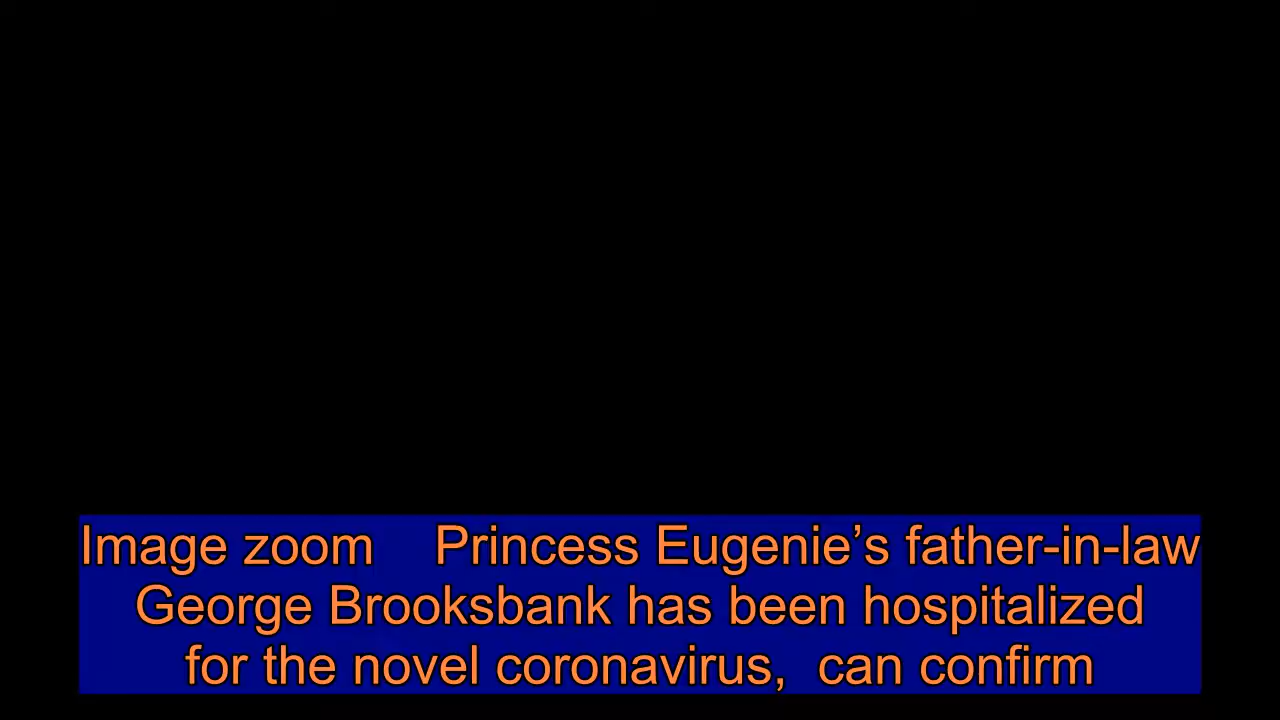 Image zoom    Princess Eugenie’s father-in-law
George Brooksbank has been hospitalized
for the novel coronavirus,  can confirm